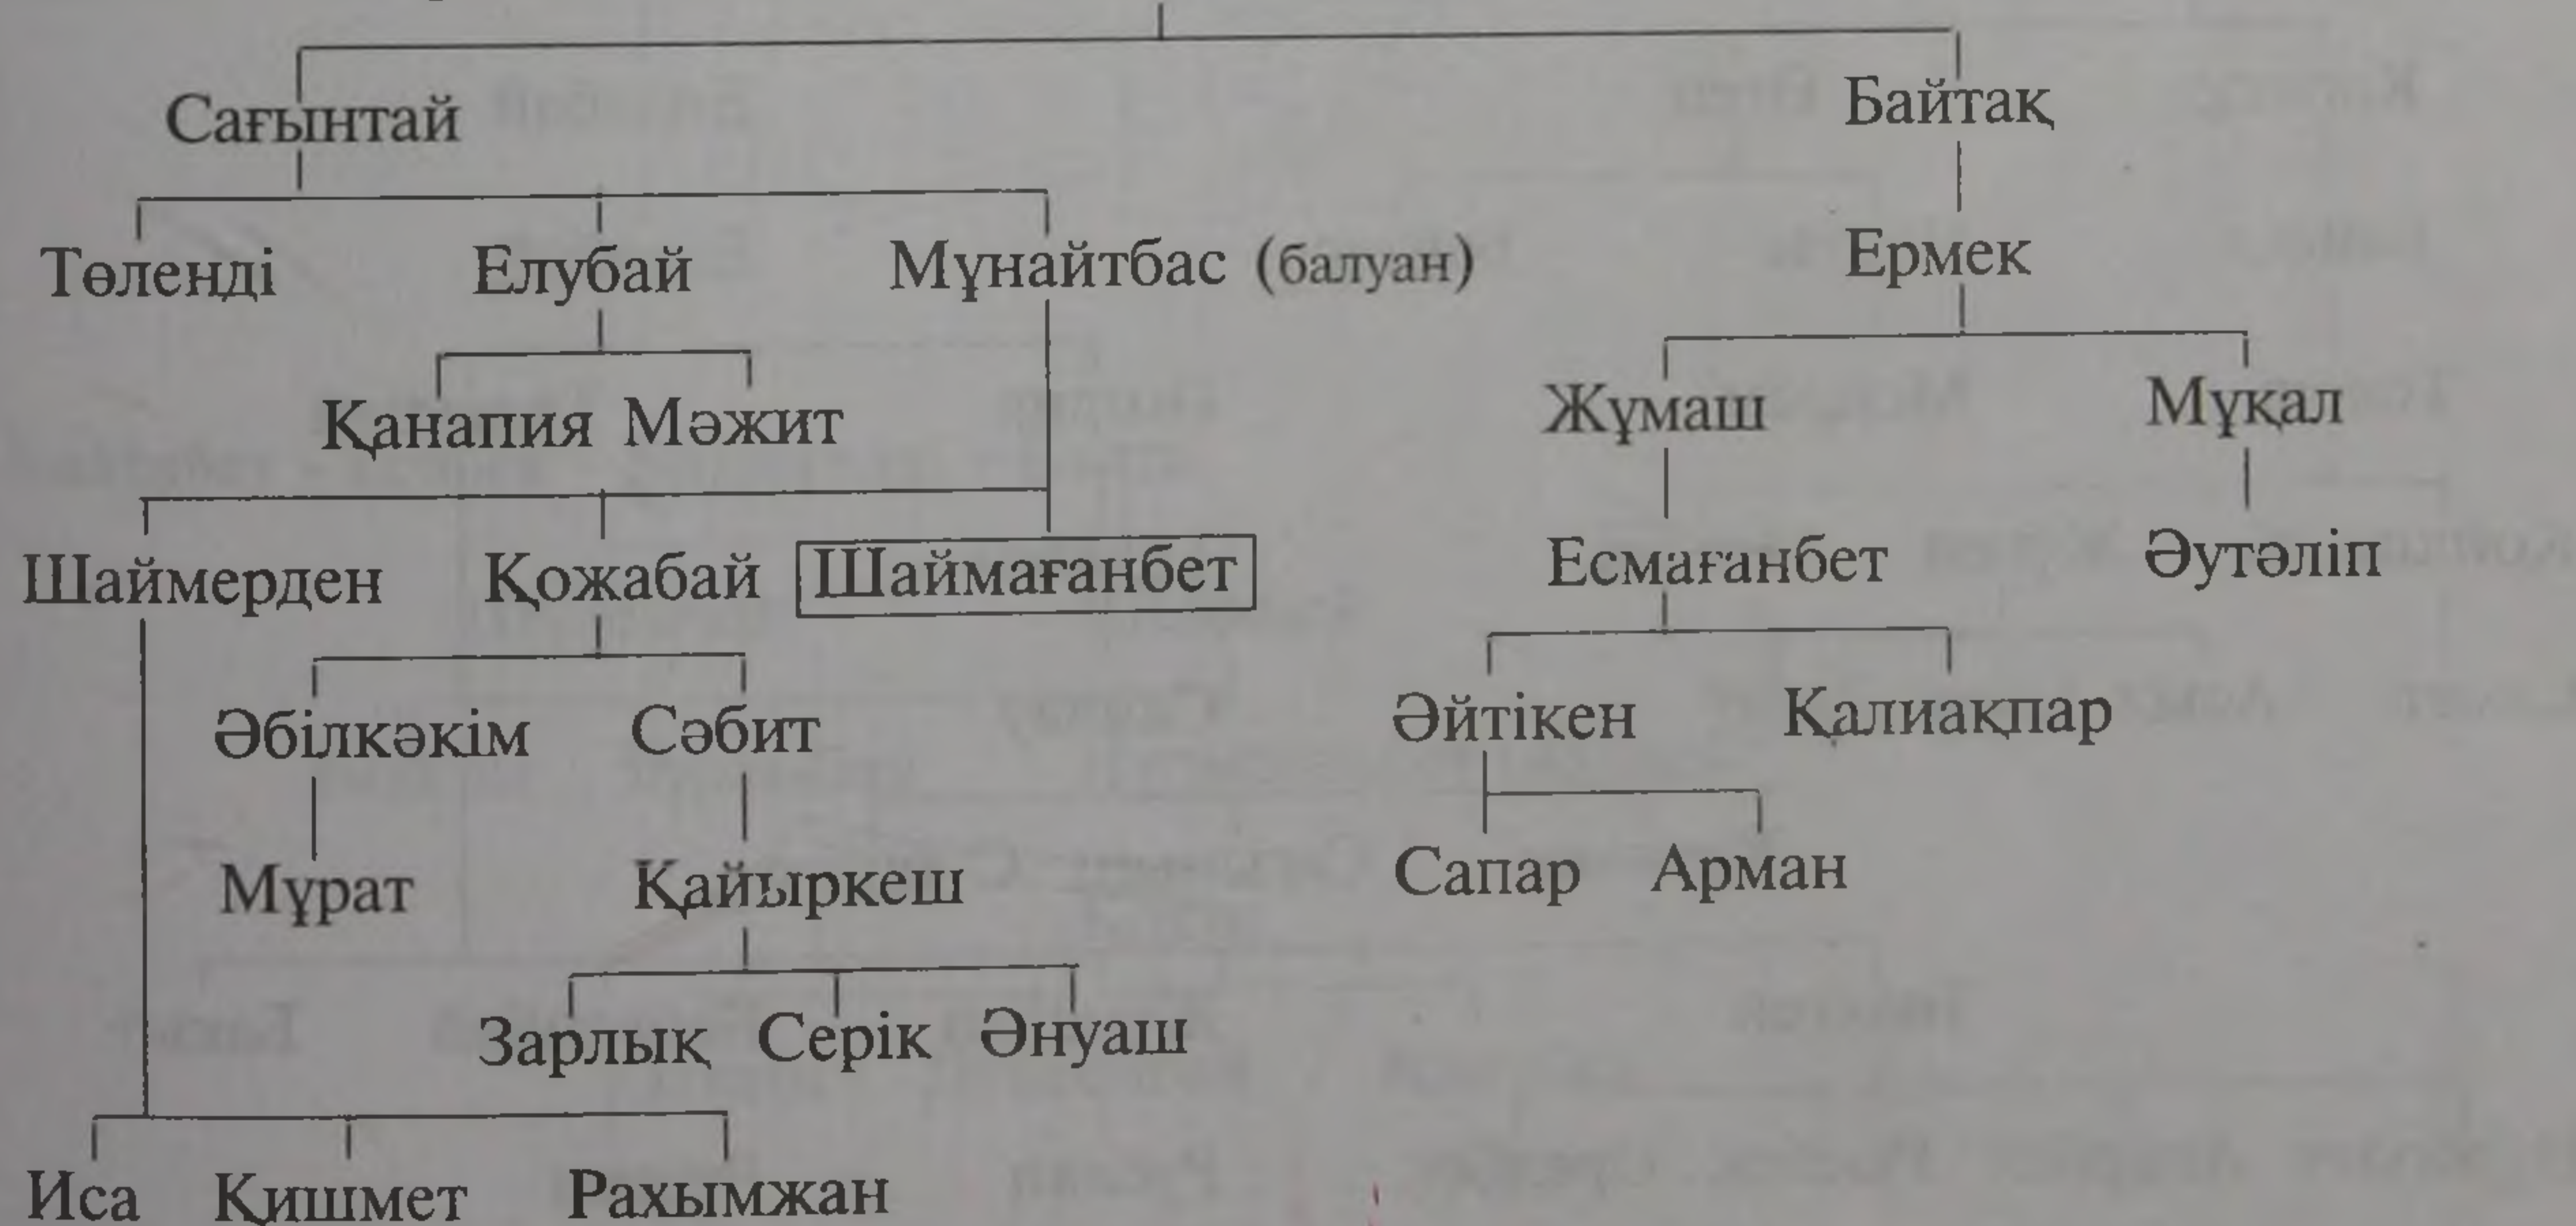 Сағынтай Байтақ
Төленді Елубай Мұнайтбас (балуан) Ермек
Қанапия Мәжит Жұмаш Мұқал
Шаймерден Қожабай Шаймағанбет Есмағанбет Әутәліп
Әбілкәкім Сәбит Әйтікен Қалиақпар
Мұрат Қайыркеш Сапар Арман
Зарлық Серік Әнуаш
Иса Қишмет Рахымжан